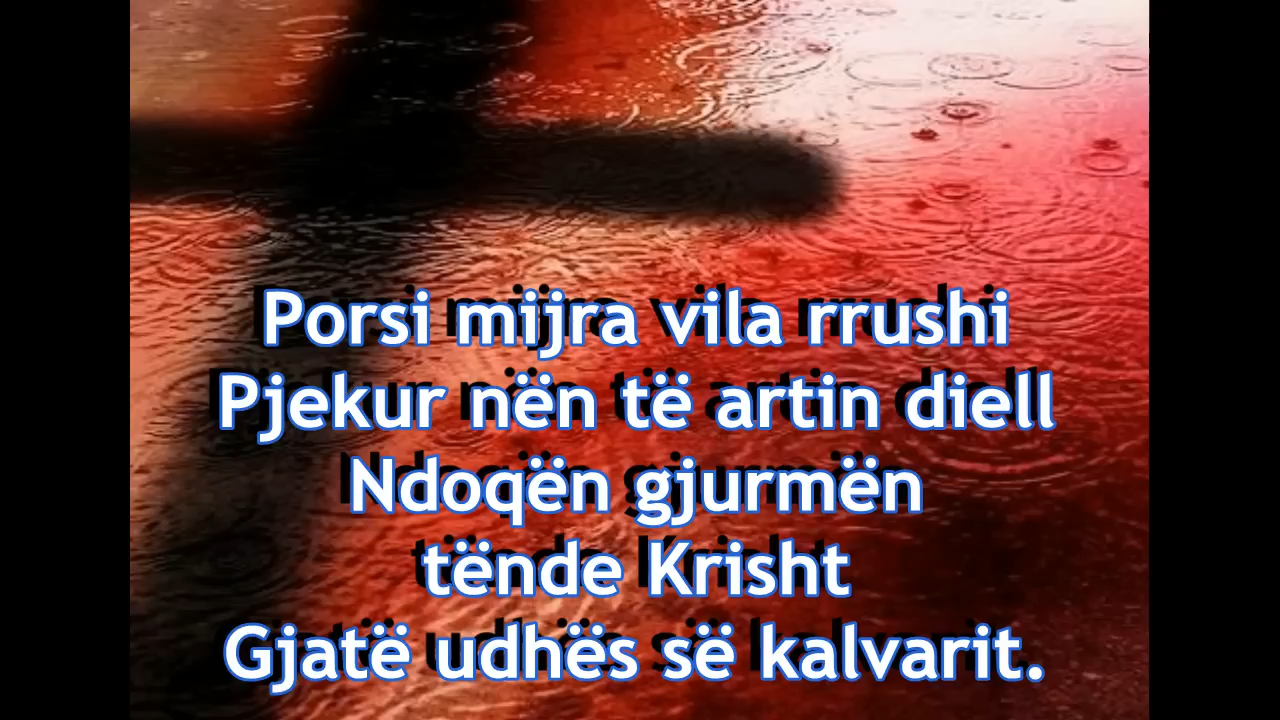 Porsi mijra vila rrushi
Pjekur nën të artin diell
Ndoqën gjurmën
tënde Krisht
Gjatë udhës së kalvarit.